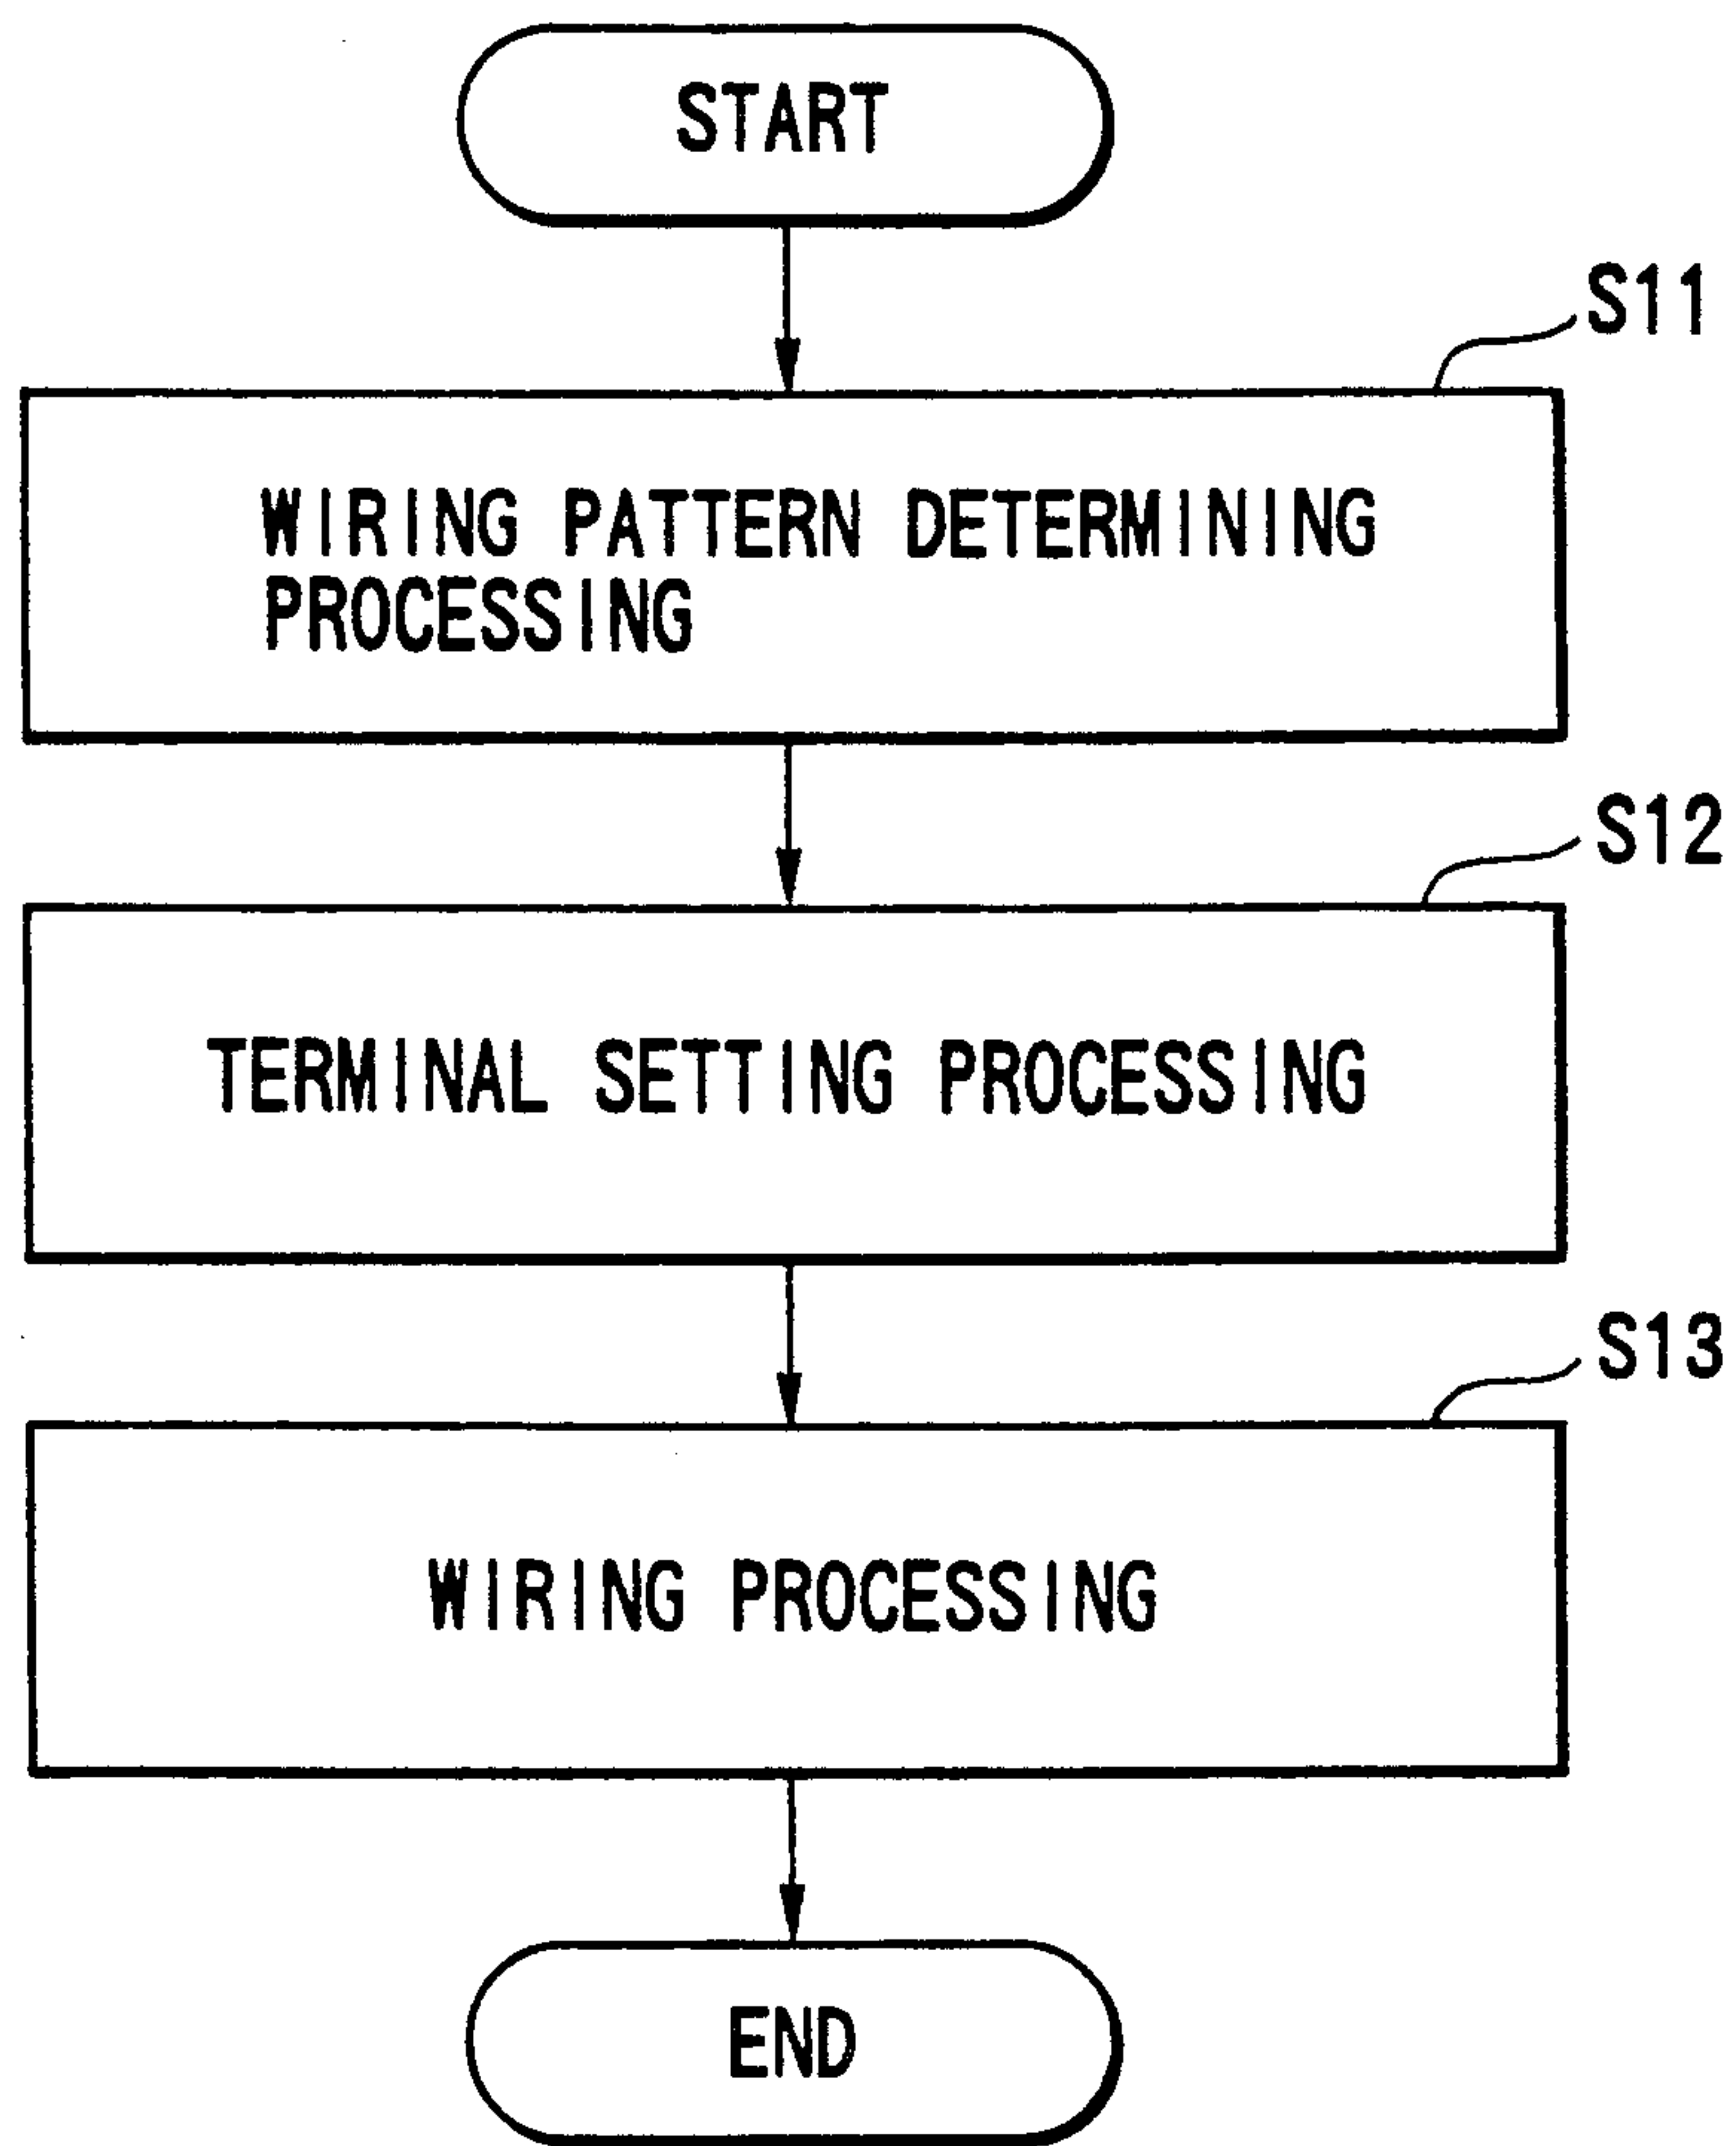 START
S11
WIRING PATTERN DETERMINING
PROCESSING
S12
TERMINAL SETTING PROCESSING
S13
WIRING PROCESSING
END